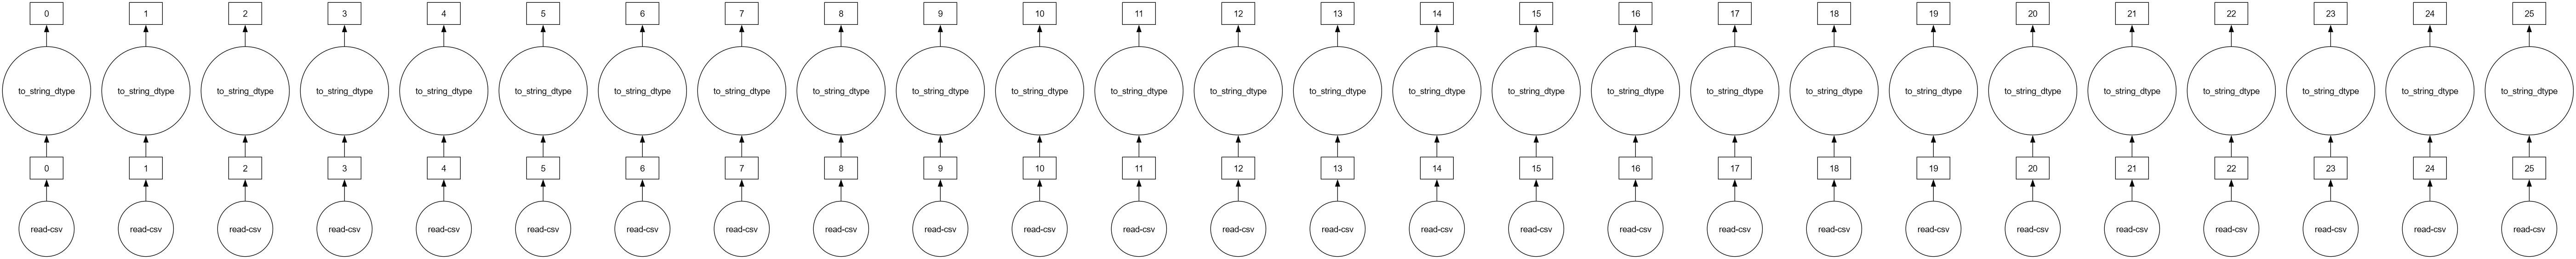 0 1 2 3 4 5 6 7 8 9 10 11 12 13 14 15 16 17 18 19 20 21 22 23 24 25
to_string_dtype to_string_dtype to_string_dtype to_string_dtype to_string_dtype to_string_dtype to_string_dtype to_string_dtype to_string_dtype to_string_dtype to_string_dtype to_string_dtype to_string_dtype to_string_dtype to_string_dtype to_string_dtype to_string_dtype to_string_dtype to_string_dtype to_string_dtype to_string_dtype to_string_dtype to_string_dtype to_string_dtype to_string_dtype to_string_dtype
0 1 2 3 4 5 6 7 8 9 10 11 12 13 14 15 16 17 18 19 20 21 22 23 24 25
read-csv read-csv read-csv read-csv read-csv read-csv read-csv read-csv read-csv read-csv read-csv read-csv read-csv read-csv read-csv read-csv read-csv read-csv read-csv read-csv read-csv read-csv read-csv read-csv read-csv read-csv